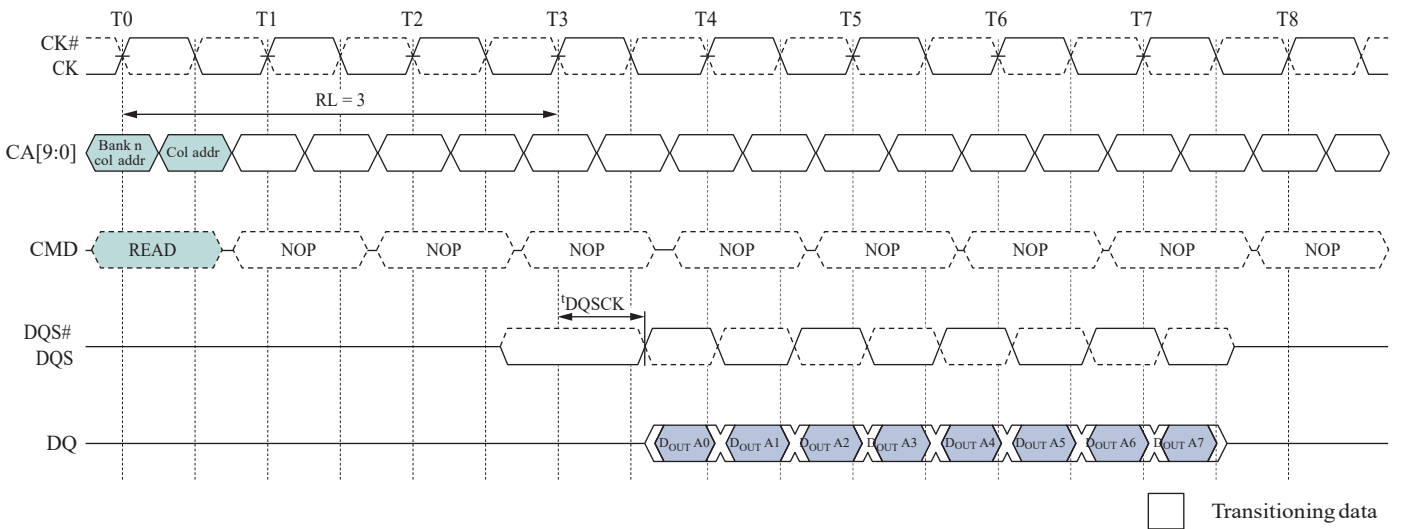 T0 T1 T2 T3 T4 T5 T6 T7 T8
CK#
CK
RL = 3
CA[9:0] Bank n col addr Col addr
CMD READ NOP NOP NOP NOP NOP NOP NOP NOP
tDQSCK
DQS#
DQS
DQ DOUT A0 DOUT A1 DOUT A2 DOUT A3 DOUT A4 DOUT A5 DOUT A6 DOUT A7
Transitioning data